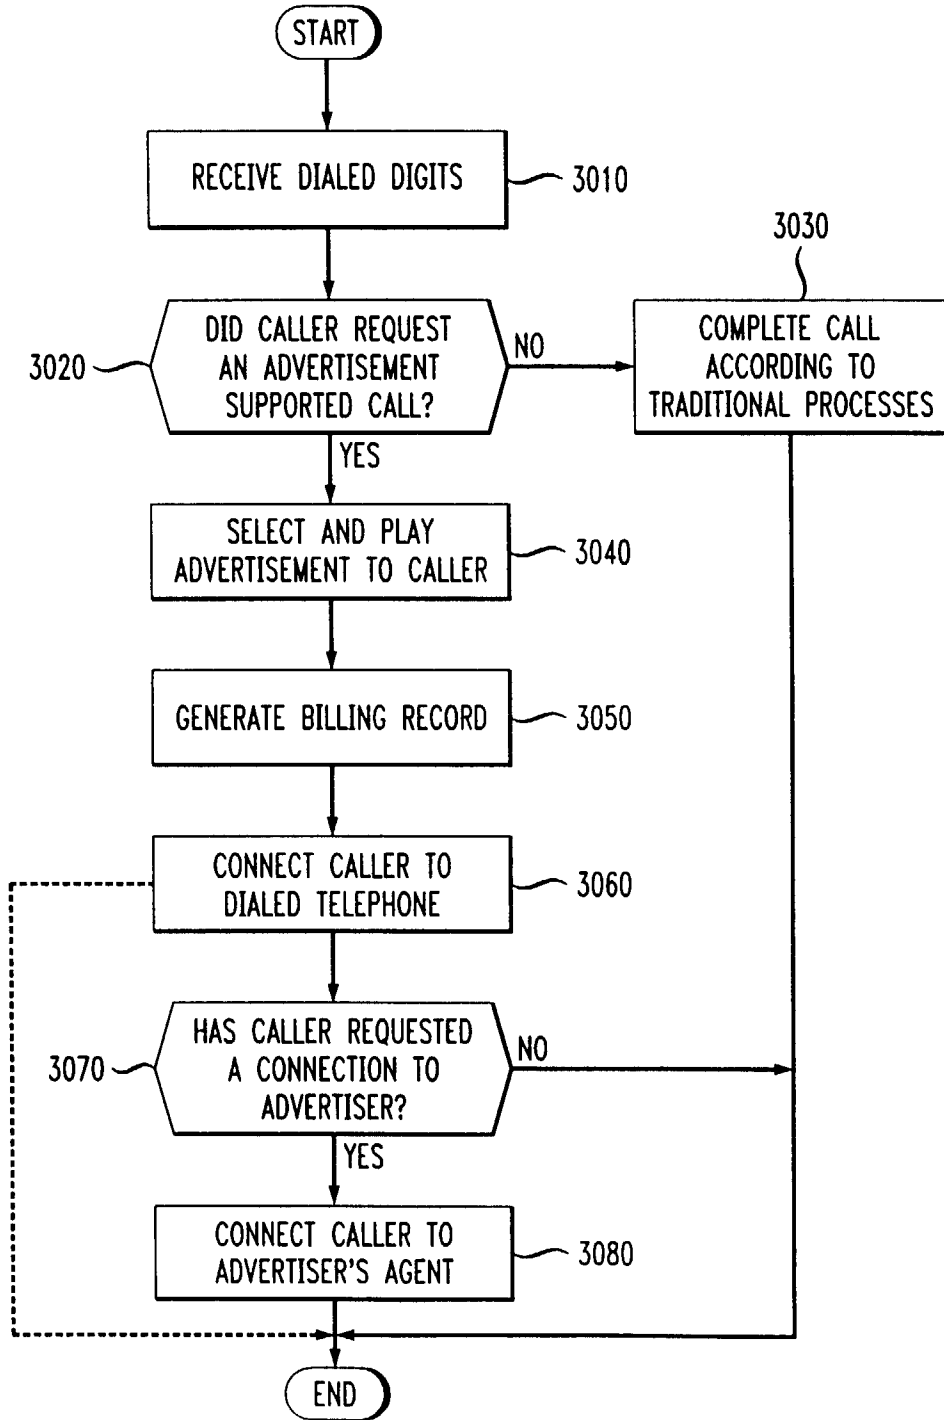 START
RECEIVE DIALED DIGITS
3010
3030
DID CALLER REQUEST
AN ADVERTISEMENT
SUPPORTED CALL?
3020
NO
COMPLETE CALL
ACCORDING TO
TRADITIONAL PROCESSES
YES
SELECT AND PLAY
ADVERTISEMENT TO CALLER
3040
GENERATE BILLING RECORD
3050
CONNECT CALLER TO
DIALED TELEPHONE
3060
HAS CALLER REQUESTED
A CONNECTION TO
ADVERTISER?
3070
NO
YES
CONNECT CALLER TO
ADVERTISER'S AGENT
3080
END